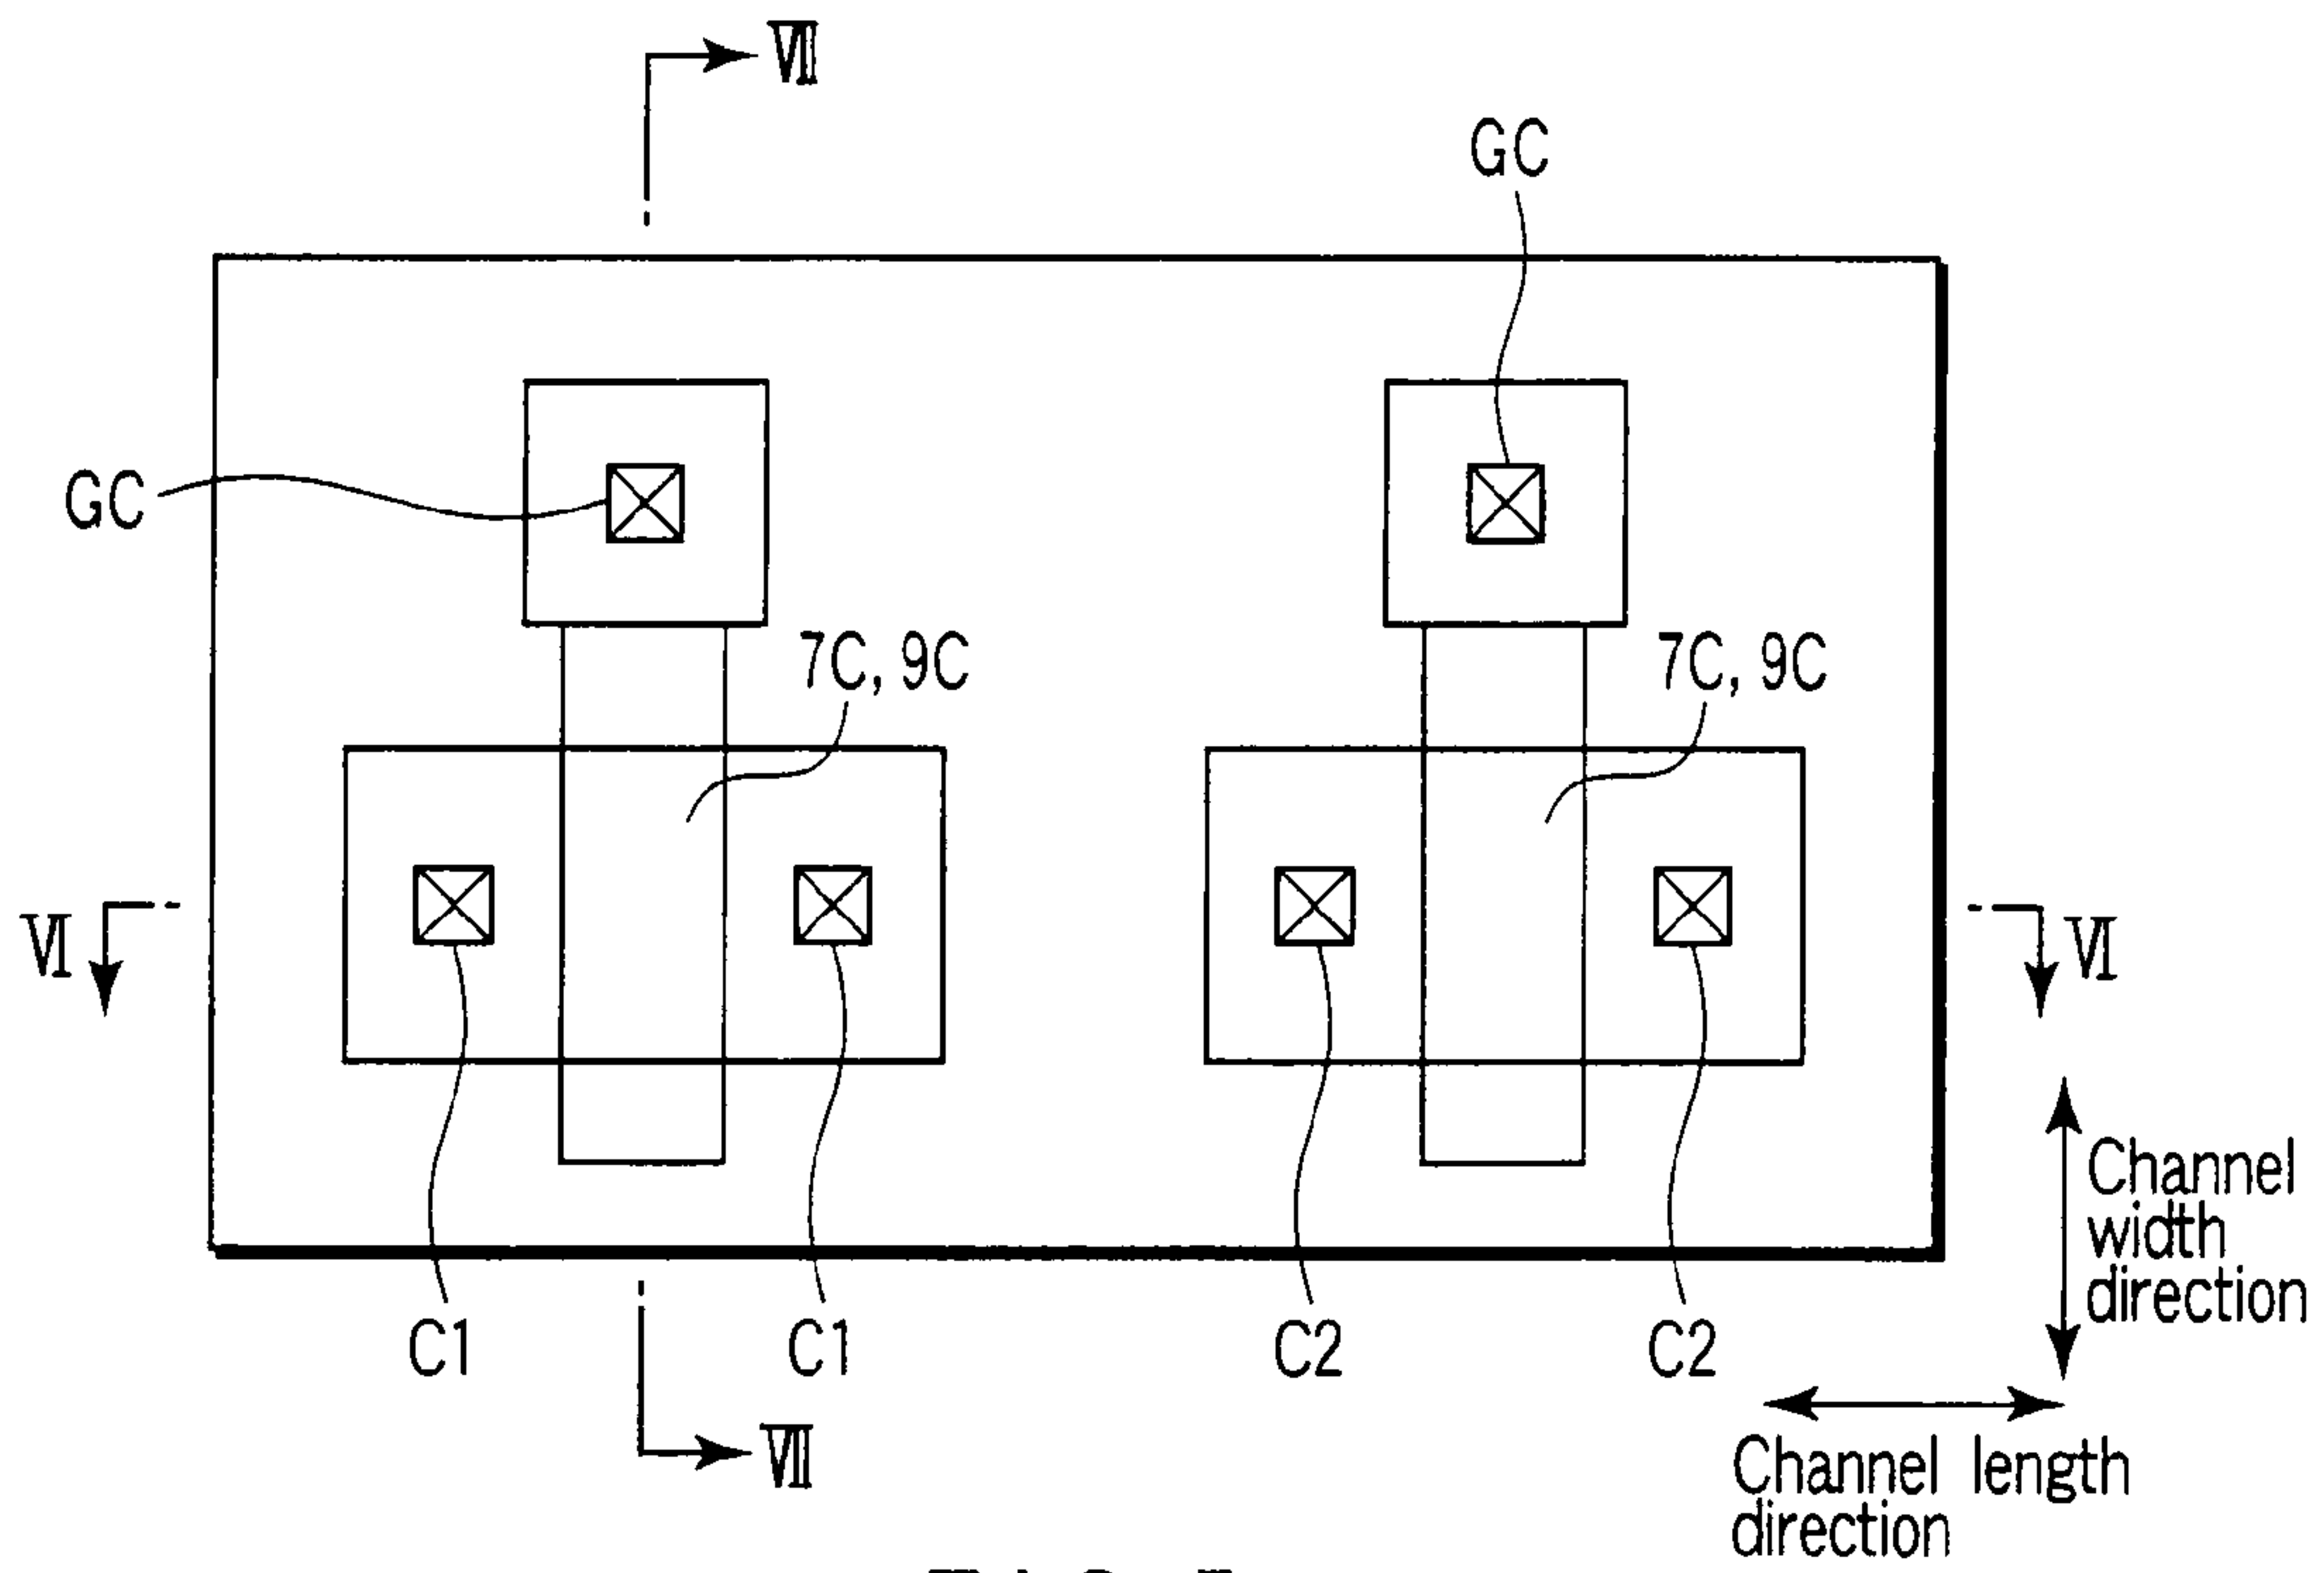 VII
GC
GC
7C, 9C
7C, 9C
VI
VI
Channel
width
direction
C1
C1
C2
C2
VII
Channel length
direction